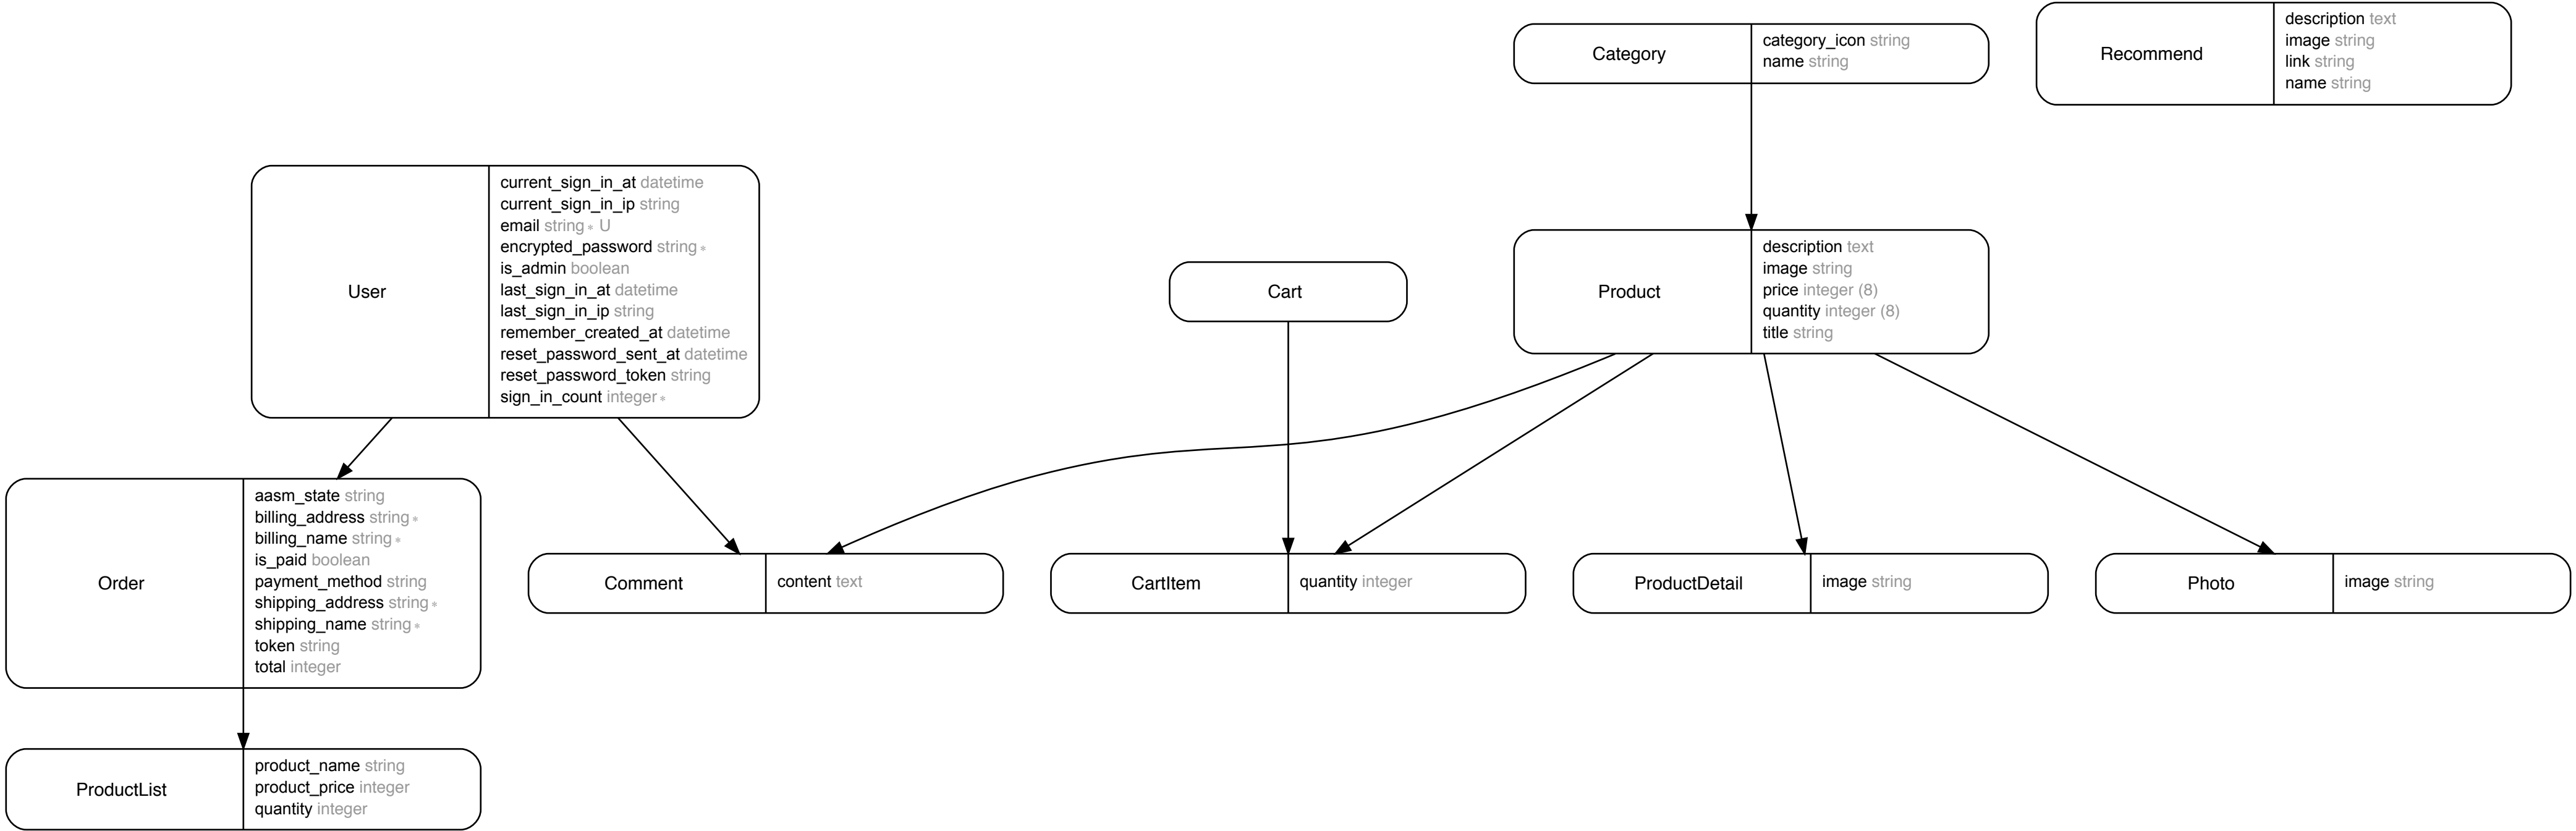 Category
category_icon string
name string
Recommend
description text
image string
link string
name string
User
current_sign_in_at datetime
current_sign_in_ip string
email string * U
encrypted_password string *
is_admin boolean
last_sign_in_at datetime
last_sign_in_ip string
remember_created_at datetime
reset_password_sent_at datetime
reset_password_token string
sign_in_count integer *
Cart
Product
description text
image string
price integer (8)
quantity integer (8)
title string
Order
aasm_state string
billing_address string *
billing_name string *
is_paid boolean
payment_method string
shipping_address string *
shipping_name string *
token string
total integer
Comment
content text
CartItem
quantity integer
ProductDetail
image string
Photo
image string
ProductList
product_name string
product_price integer
quantity integer